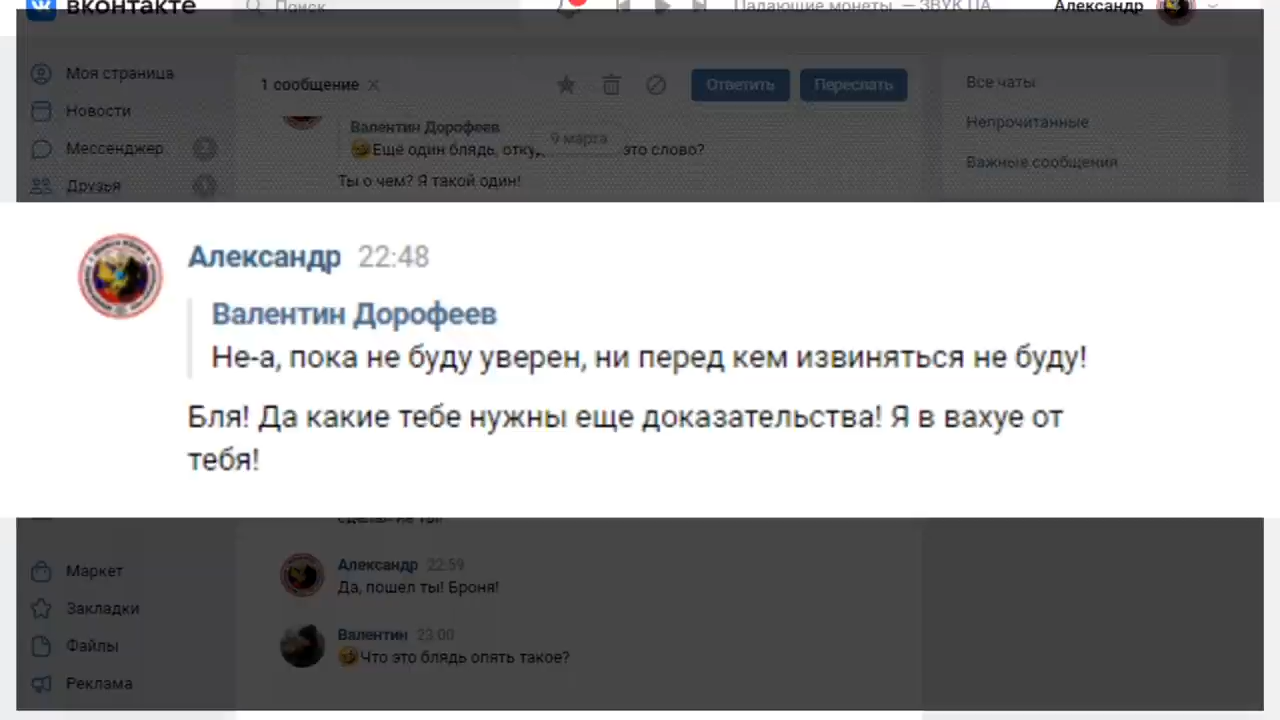 вконтакте
Поиск
Падающие монеты — ЗВУК ПА
Александр
Моя страница
Новости
Мессенджер 2
Друзья 1
1 сообщение
Ответить
Переслать
Все чаты
Непрочитанные
Важные сообщения
Валентин Дорофеев
9 марта
🤣Еще один блядь, отку это слово?
Ты о чем? Я такой один!
Александр 22:48
Валентин Дорофеев
Не-а, пока не буду уверен, ни перед кем извиняться не буду!
Бля! Да какие тебе нужны еще доказательства! Я в вахуе от
тебя!
Маркет
Закладки
Файлы
Реклама
Александр 22:59
Да, пошел ты! Броня!
Валентин 23:00
🤣Что это блядь опять такое?